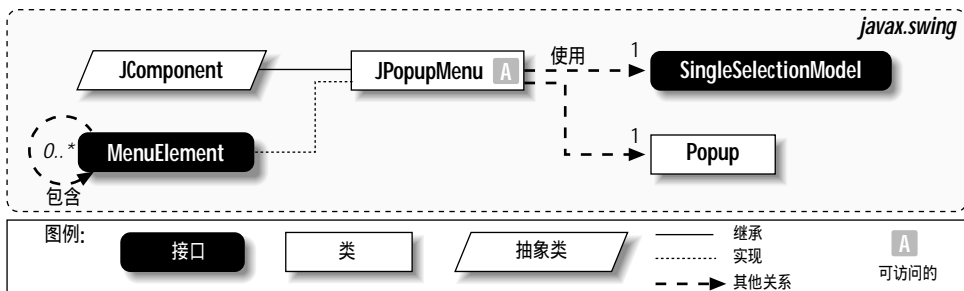 javax.swing
JComponent
JPopupMenu A
使用
1
SingleSelectionModel
0..*
MenuElement
包含
1
Popup
图例:
接口
类
抽象类
继承
实现
其他关系
A
可访问的